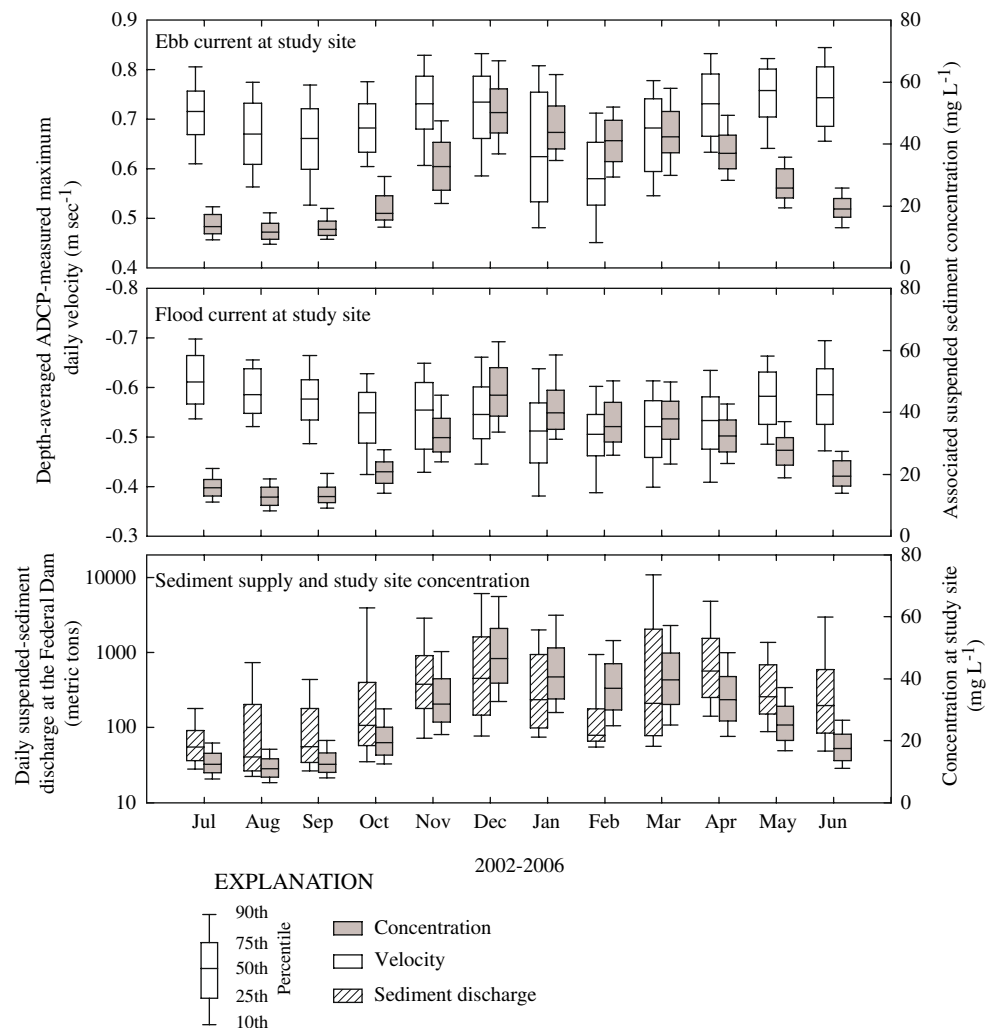 Depth-averaged ADCP-measured maximum
daily velocity (m sec⁻¹)
Ebb current at study site
0.9
0.8
0.7
0.6
0.5
0.4
80
60
40
20
0
Associated suspended sediment concentration (mg L⁻¹)
Flood current at study site
-0.8
-0.7
-0.6
-0.5
-0.4
-0.3
80
60
40
20
0
Daily suspended-sediment
discharge at the Federal Dam
(metric tons)
Sediment supply and study site concentration
10000
1000
100
10
80
60
40
20
0
Concentration at study site
(mg L⁻¹)
Jul Aug Sep Oct Nov Dec Jan Feb Mar Apr May Jun
2002-2006
EXPLANATION
90th
75th
50th
25th
10th
Percentile
Concentration
Velocity
Sediment discharge